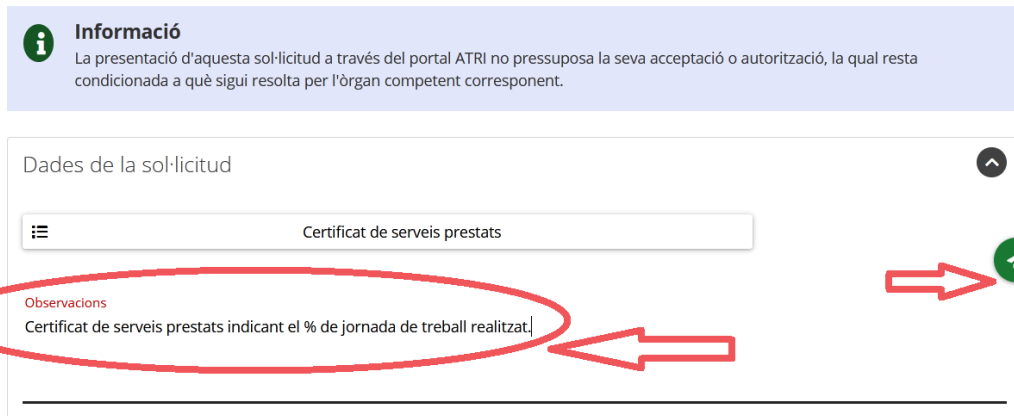 Informació
La presentació d'aquesta sol·licitud a través del portal ATRI no pressuposa la seva acceptació o autorització, la qual resta
condicionada a què sigui resolta per l'òrgan competent corresponent.
Dades de la sol·licitud
Certificat de serveis prestats
Observacions
Certificat de serveis prestats indicant el % de jornada de treball realitzat.